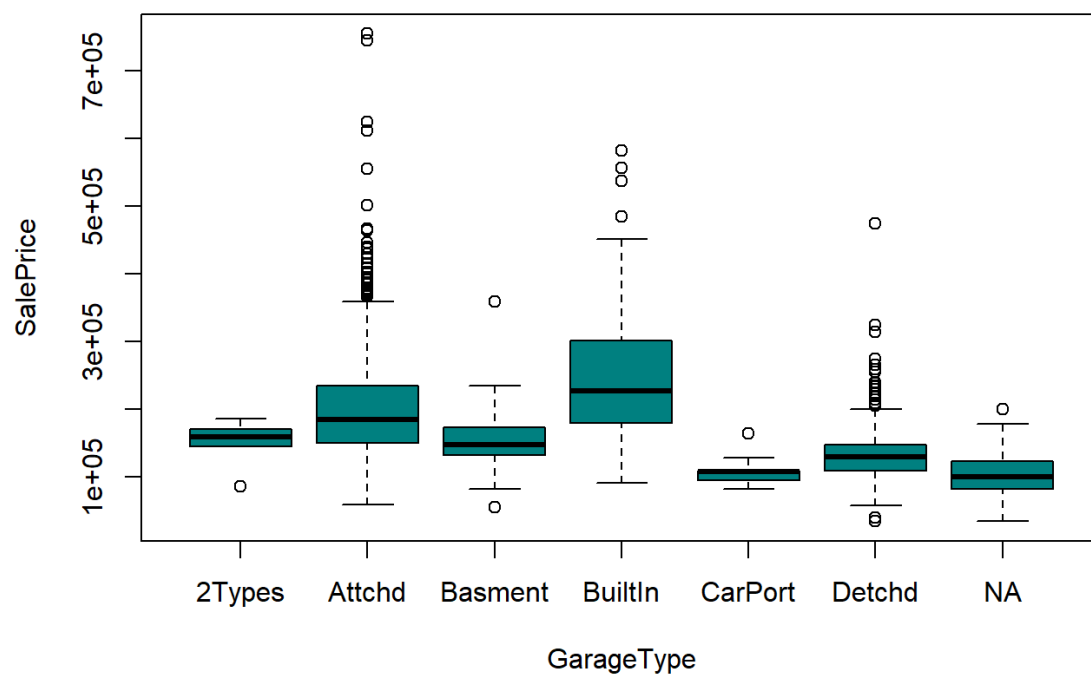 SalePrice
7e+05
5e+05
3e+05
1e+05
2Types Attchd Basment BuiltIn CarPort Detchd NA
GarageType